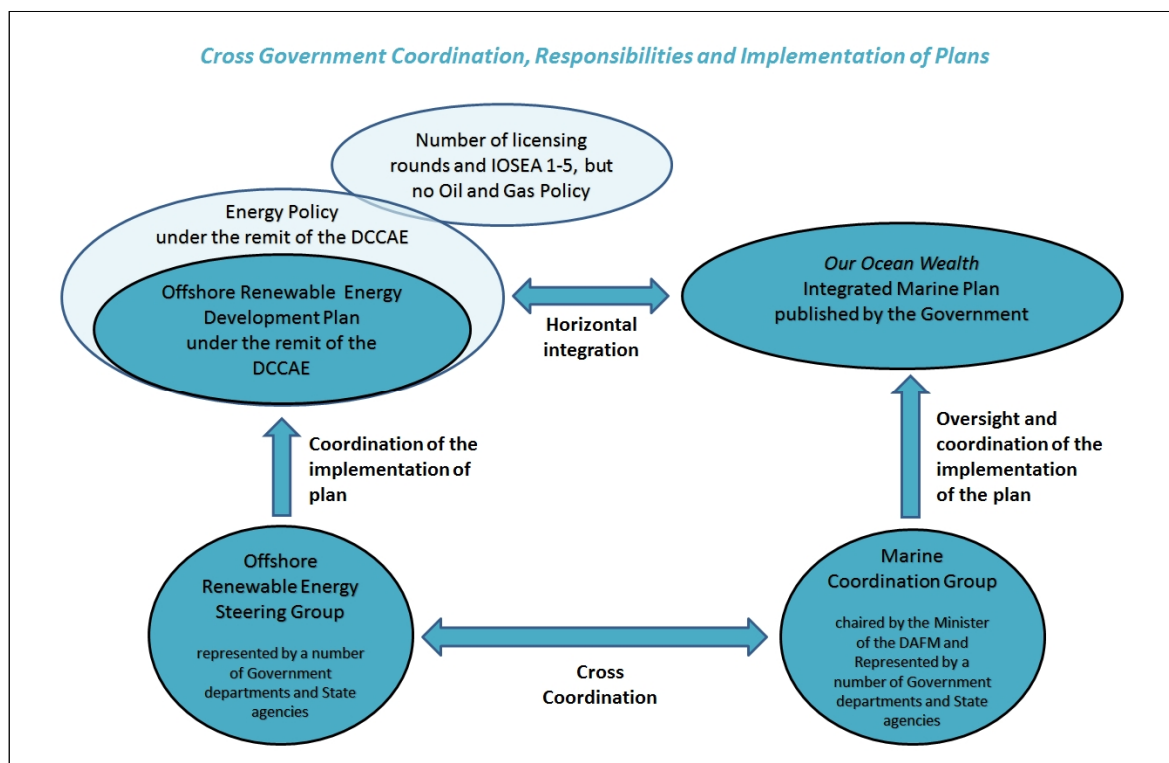 Cross Government Coordination, Responsibilities and Implementation of Plans
Number of licensing
rounds and IOSEA 1-5, but
no Oil and Gas Policy
Energy Policy
under the remit of the DCCAE
Offshore Renewable Energy
Development Plan
under the remit of the
DCCAE
Horizontal
integration
Our Ocean Wealth
Integrated Marine Plan
published by the Government
Coordination of the
implementation of
plan
Oversight and
coordination of the
implementation
of the plan
Offshore
Renewable Energy
Steering Group
represented by a number
of Government
departments and State
agencies
Cross
Coordination
Marine
Coordination Group
chaired by the Minister
of the DAFM and
Represented by a
number of Government
departments and State
agencies